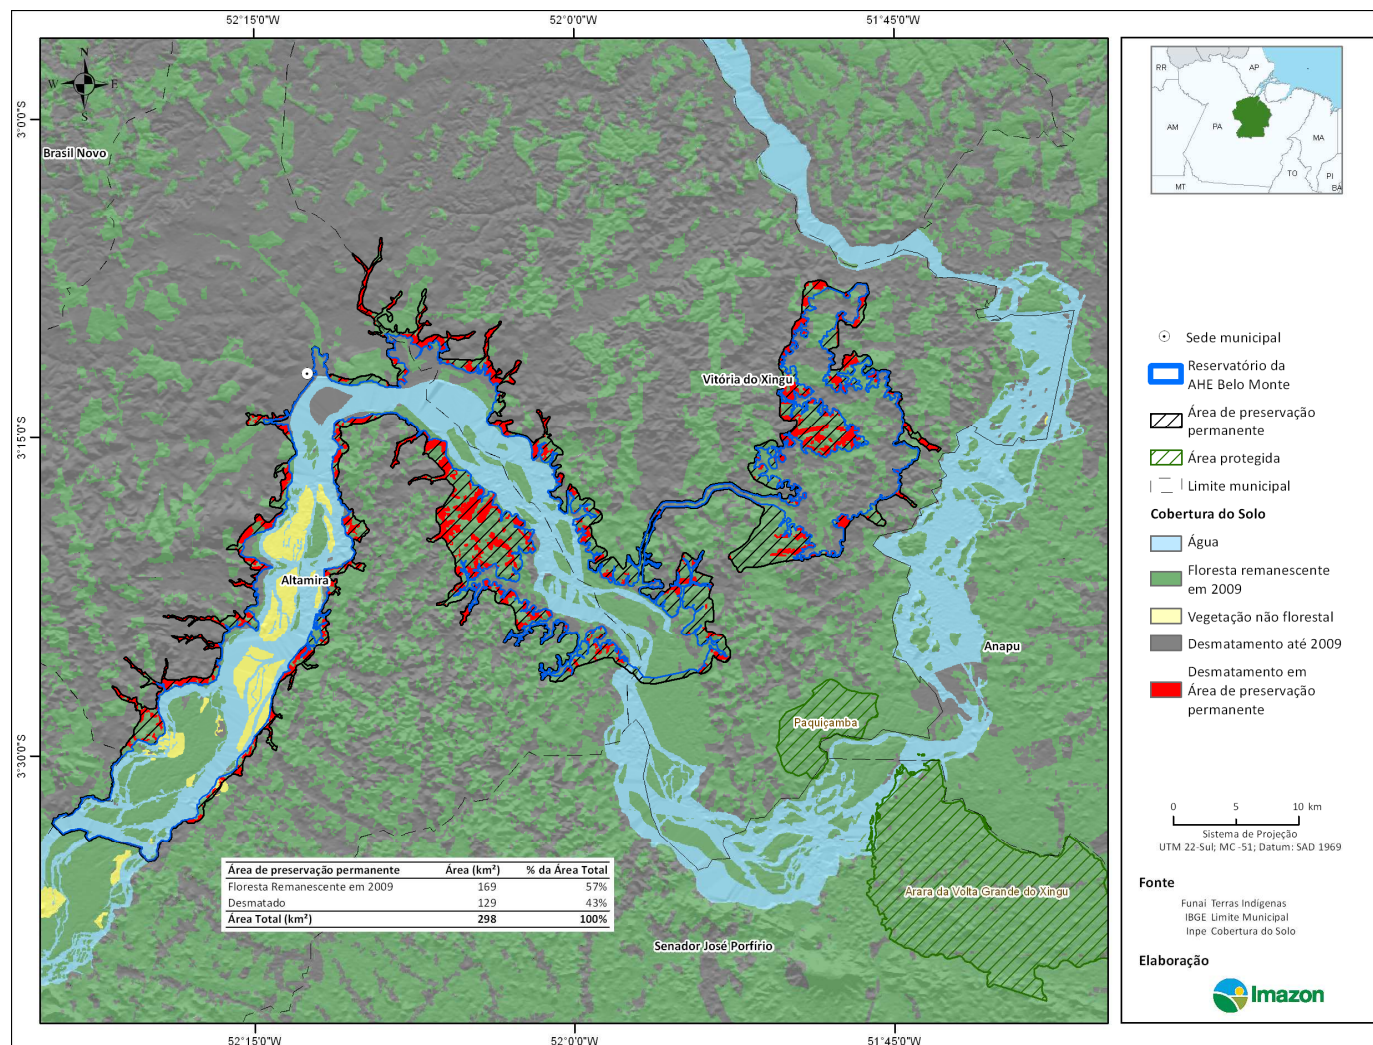 52°15'0"W
52°0'0"W
51°45'0"W
N
W
E
S
3°0'0"S
3°15'0"S
3°30'0"S
Brasil Novo
Vitória do Xingu
Altamira
Anapu
Paquiçamba
Arara da Volta Grande do Xingu
Senador José Porfírio
Área de preservação permanente Área (km²) % da Área Total
Floresta Remanescente em 2009 169 57%
Desmatado 129 43%
Área Total (km²) 298 100%
52°15'0"W
52°0'0"W
51°45'0"W
RR
AP
AM
PA
MA
TO
PI
BA
MT
Sede municipal
Reservatório da
AHE Belo Monte
Área de preservação
permanente
Área protegida
Limite municipal
Cobertura do Solo
Água
Floresta remanescente
em 2009
Vegetação não florestal
Desmatamento até 2009
Desmatamento em
Área de preservação
permanente
0 5 10 km
Sistema de Projeção
UTM 22-Sul; MC -51; Datum: SAD 1969
Fonte
Funai Terras Indígenas
IBGE Limite Municipal
Inpe Cobertura do Solo
Elaboração
Imazon